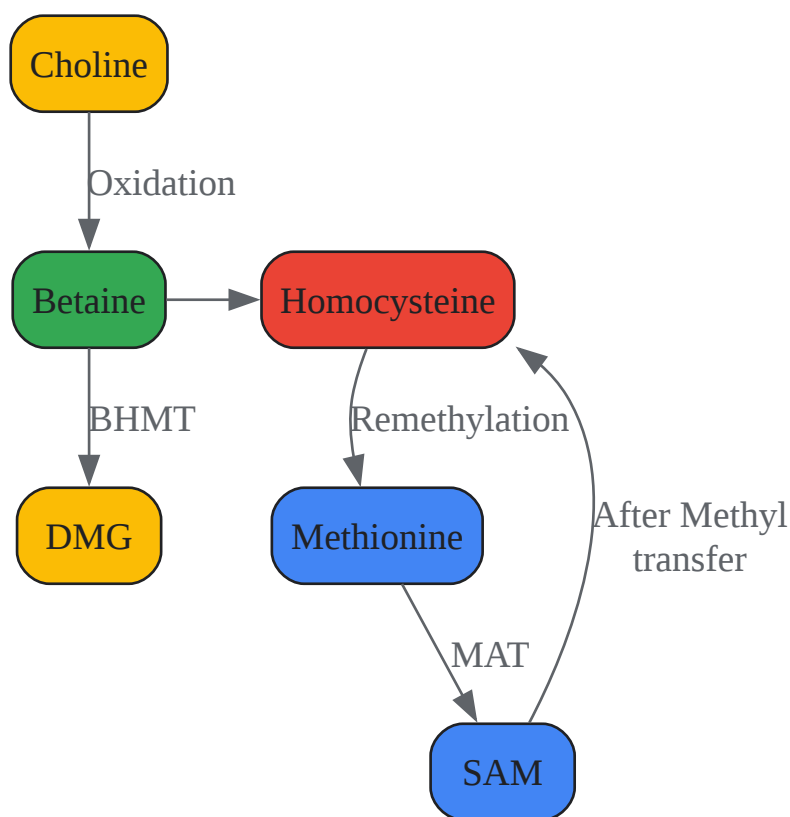 Choline
Oxidation
Betaine
Homocysteine
BHMT
Remethylation
DMG
Methionine
After Methyl
transfer
MAT
SAM